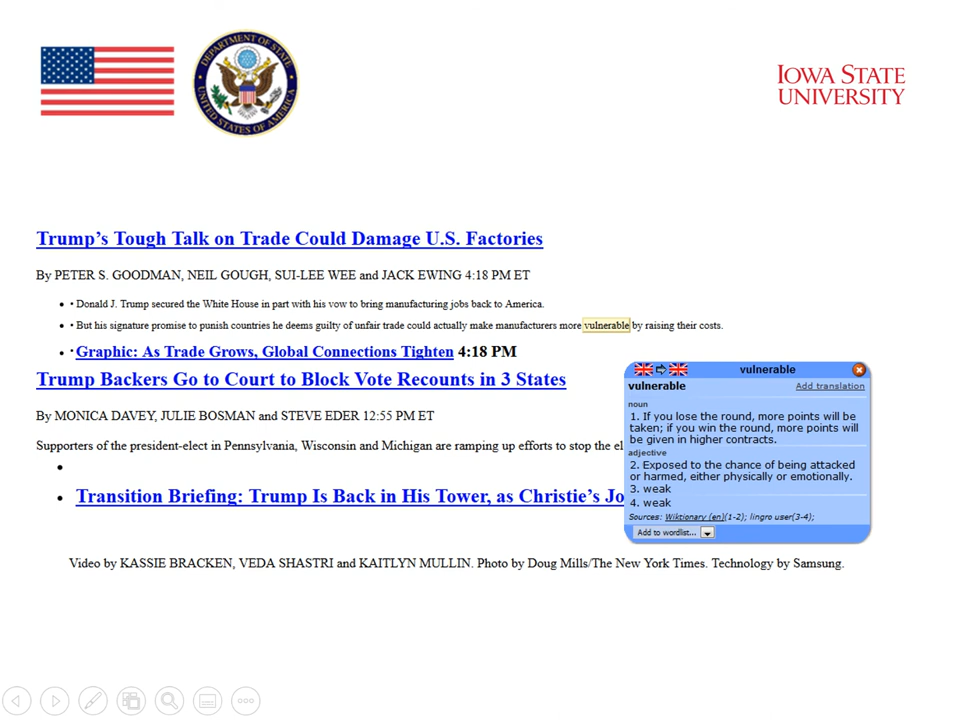 DEPARTMENT OF STATE
UNITED STATES OF AMERICA
IOWA STATE
UNIVERSITY
Trump's Tough Talk on Trade Could Damage U.S. Factories
By PETER S. GOODMAN, NEIL GOUGH, SUI-LEE WEE and JACK EWING 4:18 PM ET
• • Donald J. Trump secured the White House in part with his vow to bring manufacturing jobs back to America.
• • But his signature promise to punish countries he deems guilty of unfair trade could actually make manufacturers more vulnerable by raising their costs.
• · Graphic: As Trade Grows, Global Connections Tighten 4:18 PM
Trump Backers Go to Court to Block Vote Recounts in 3 States
By MONICA DAVEY, JULIE BOSMAN and STEVE EDER 12:55 PM ET
Supporters of the president-elect in Pennsylvania, Wisconsin and Michigan are ramping up efforts to stop the el
•
• Transition Briefing: Trump Is Back in His Tower, as Christie's Jo
vulnerable
vulnerable Add translation
noun
1. If you lose the round, more points will be
taken; if you win the round, more points will
be given in higher contracts.
adjective
2. Exposed to the chance of being attacked
or harmed, either physically or emotionally.
3. weak
4. weak
Sources: Wiktionary (en)(1-2); lingro user(3-4);
Add to wordlist...
Video by KASSIE BRACKEN, VEDA SHASTRI and KAITLYN MULLIN. Photo by Doug Mills/The New York Times. Technology by Samsung.